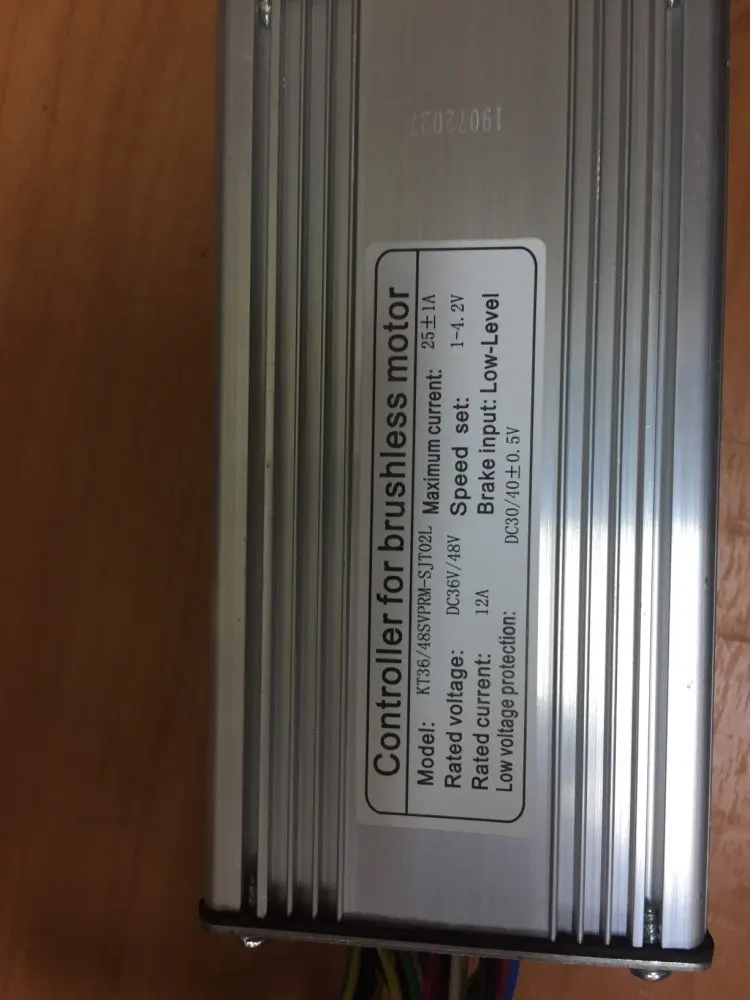 Controller for brushless motor
Model: KT36/48SVPRM-SJT02L Maximum current: 25±1A
Rated voltage: DC36V/48V Speed set: 1-4.2V
Rated current: 12A Brake input: Low-Level
Low voltage protection: DC30/40±0.5V
19072027